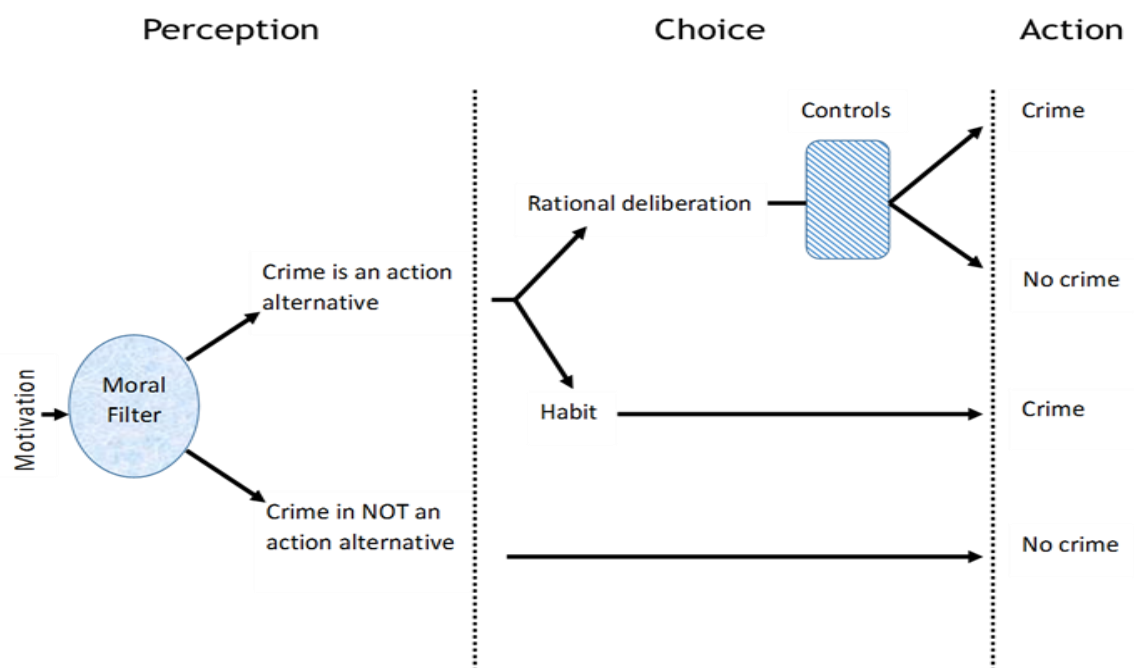 Perception
Choice
Action
Controls
Crime
Rational deliberation
Crime is an action
alternative
No crime
Motivation
Moral
Filter
Habit
Crime
Crime in NOT an
action alternative
No crime